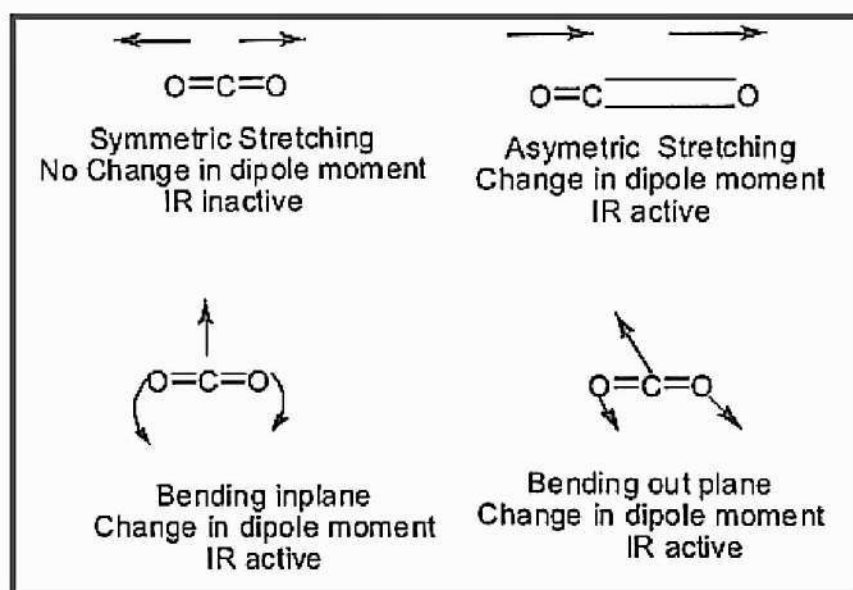 O=C=O
Symmetric Stretching
No Change in dipole moment
IR inactive
O=C O
Asymetric Stretching
Change in dipole moment
IR active
O=C=O
Bending inplane
Change in dipole moment
IR active
O=C=O
Bending out plane
Change in dipole moment
IR active